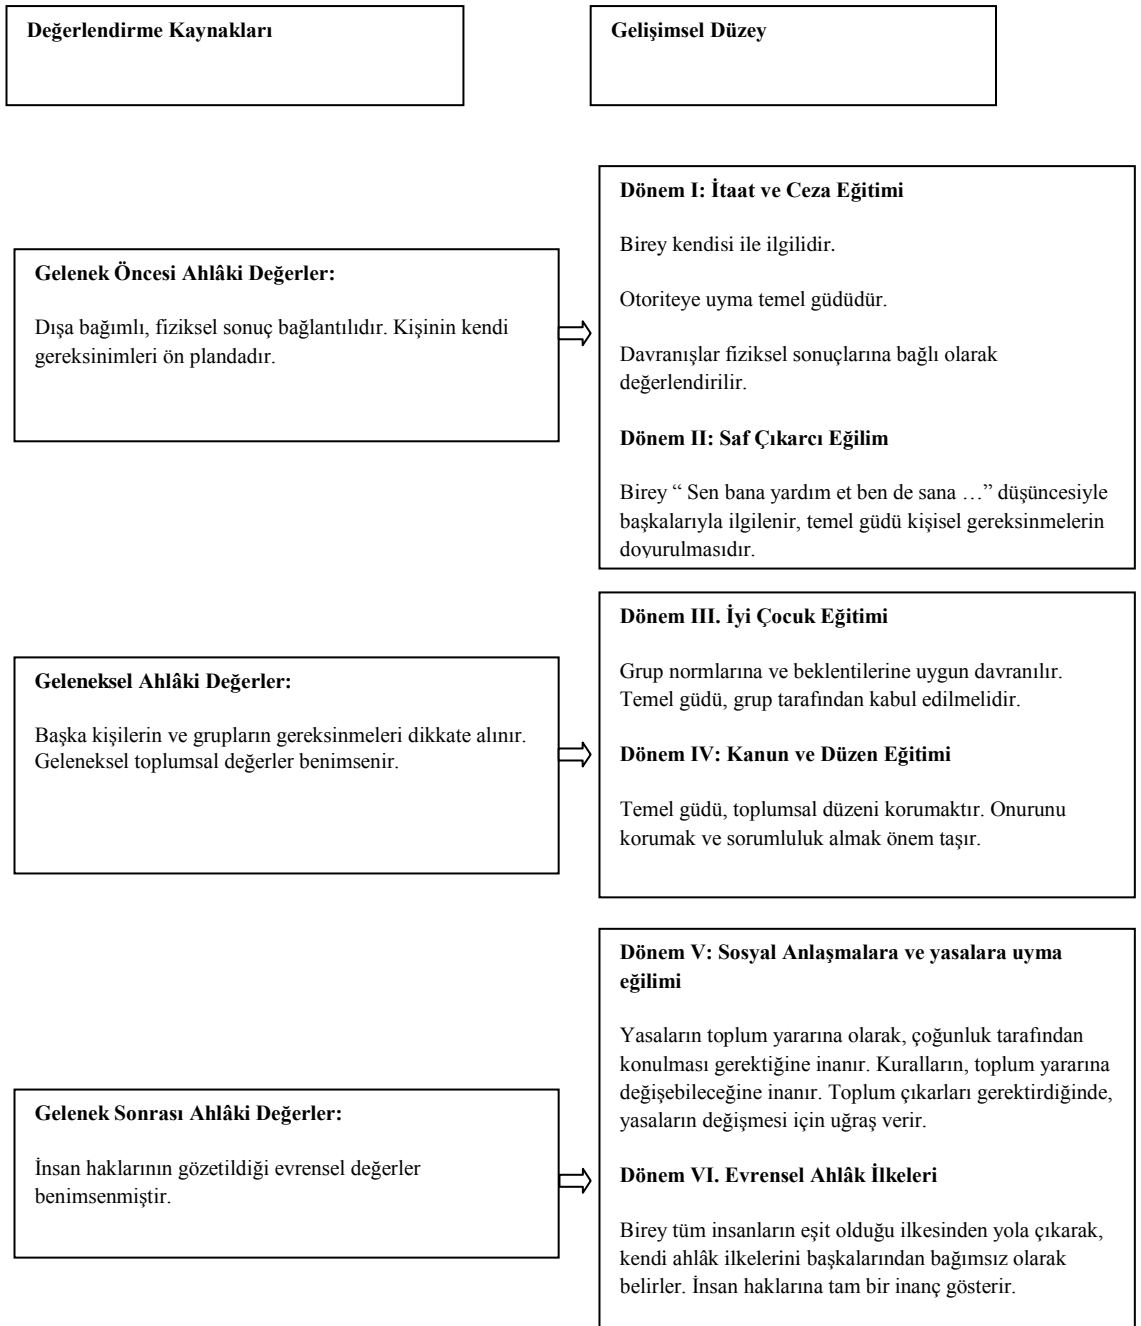 Değerlendirme Kaynakları
Gelişimsel Düzey
Gelenek Öncesi Ahlâki Değerler:
Dışa bağımlı, fiziksel sonuç bağlantılıdır. Kişinin kendi
gereksinimleri ön plandadır.
Dönem I: İtaat ve Ceza Eğitimi
Birey kendisi ile ilgilidir.
Otoriteye uyma temel güdüdür.
Davranışlar fiziksel sonuçlarına bağlı olarak
değerlendirilir.
Dönem II: Saf Çıkarcı Eğilim
Birey “ Sen bana yardım et ben de sana …” düşüncesiyle
başkalarıyla ilgilenir, temel güdü kişisel gereksinmelerin
doyurulmasıdır.
Geleneksel Ahlâki Değerler:
Başka kişilerin ve grupların gereksinmeleri dikkate alınır.
Geleneksel toplumsal değerler benimsenir.
Dönem III. İyi Çocuk Eğitimi
Grup normlarına ve beklentilerine uygun davranılır.
Temel güdü, grup tarafından kabul edilmelidir.
Dönem IV: Kanun ve Düzen Eğitimi
Temel güdü, toplumsal düzeni korumaktır. Onurunu
korumak ve sorumluluk almak önem taşır.
Gelenek Sonrası Ahlâki Değerler:
İnsan haklarının gözetildiği evrensel değerler
benimsenmiştir.
Dönem V: Sosyal Anlaşmalara ve yasalara uyma
eğilimi
Yasaların toplum yararına olarak, çoğunluk tarafından
konulması gerektiğine inanır. Kuralların, toplum yararına
değişebileceğine inanır. Toplum çıkarları gerektirdiğinde,
yasaların değişmesi için uğraş verir.
Dönem VI. Evrensel Ahlâk İlkeleri
Birey tüm insanların eşit olduğu ilkesinden yola çıkarak,
kendi ahlâk ilkelerini başkalarından bağımsız olarak
belirler. İnsan haklarına tam bir inanç gösterir.